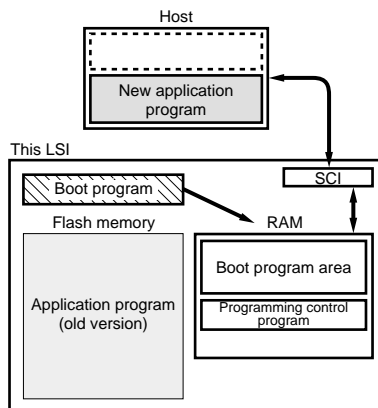 Host
New application
program
This LSI
SCI
Boot program
Flash memory
RAM
Application program
(old version)
Boot program area
Programming control
program